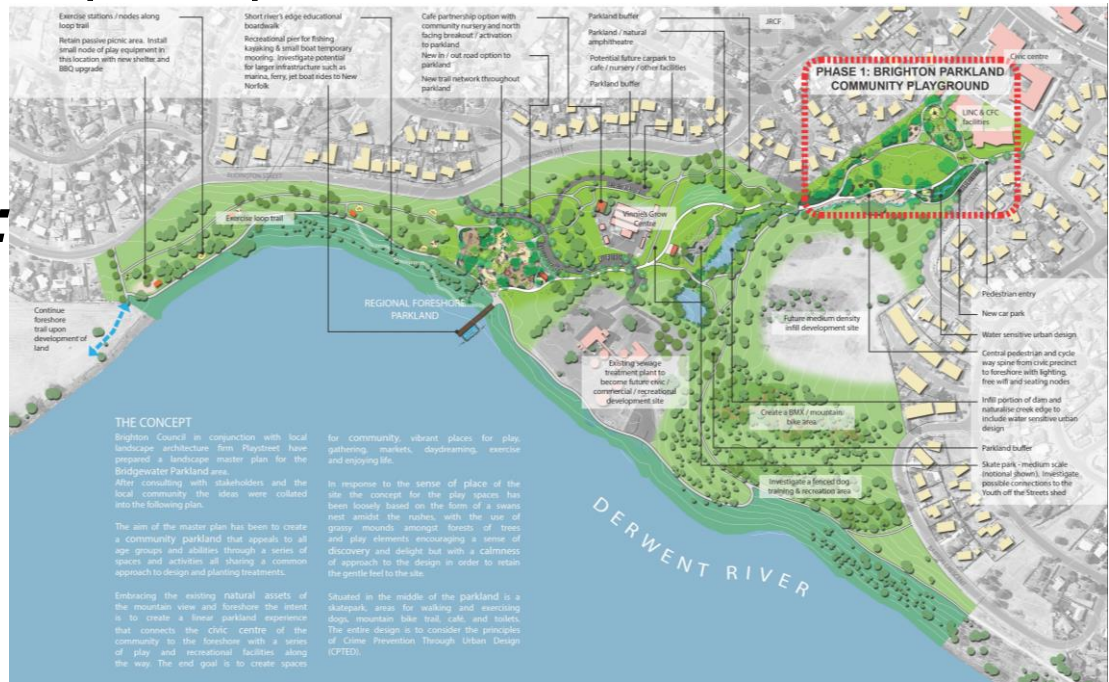 Exercise stations / nodes along
loop trail
Retain passive picnic area. Install
small node of play equipment in
this location with new shelter and
BBQ upgrade
Short river's edge educational
boardwalk
Recreational pier for fishing,
kayaking & small boat temporary
mooring. Investigate potential
for larger infrastructure such as
marina, ferry, jet boat rides to New
Norfolk
Cafe partnership option with
community nursery and north
facing breakout / activation
to parkland
New in / out road option to
parkland
New trail network throughout
parkland
Parkland buffer
Parkland / natural
amphitheatre
Potential future carpark to
cafe / nursery / other facilities
Parkland buffer
JRCF
Civic centre
PHASE 1: BRIGHTON PARKLAND
COMMUNITY PLAYGROUND
LINC & CFC
facilities
Exercise loop trail
Vinnie's Grow
Centre
REGIONAL FORESHORE
PARKLAND
Continue
foreshore
trail upon
development of
land
Future medium density
infill development site
Existing sewage
treatment plant to
become future civic /
commercial / recreational
development site
Create a BMX / mountain
bike area
Investigate a fenced dog
training & recreation area
Pedestrian entry
New car park
Water sensitive urban design
Central pedestrian and cycle
way spine from civic precinct
to foreshore with lighting,
free wifi and seating nodes
Infill portion of dam and
naturalise creek edge to
include water sensitive urban
design
Parkland buffer
Skate park - medium scale
(notional shown). Investigate
possible connections to the
Youth off the Streets shed
DERWENT RIVER
THE CONCEPT
Brighton Council in conjunction with local
landscape architecture firm Playstreet have
prepared a landscape master plan for the
Bridgewater Parkland area.
After consulting with stakeholders and the
local community the ideas were collated
into the following plan.
The aim of the master plan has been to create
a community parkland that appeals to all
age groups and abilities through a series of
spaces and activities all sharing a common
approach to design and planting treatments.
Embracing the existing natural assets of
the mountain view and foreshore the intent
is to create a linear parkland experience
that connects the civic centre of the
community to the foreshore with a series
of play and recreational facilities along
the way. The end goal is to create spaces
for community, vibrant places for play,
gathering, markets, daydreaming, exercise
and enjoying life.
In response to the sense of place of the
site the concept for the play spaces has
been loosely based on the form of a swans
nest amidst the rushes, with the use of
grassy mounds amongst forests of trees
and play elements encouraging a sense of
discovery and delight but with a calmness
of approach to the design in order to retain
the gentle feel to the site.
Situated in the middle of the parkland is a
skatepark, areas for walking and exercising
dogs, mountain bike trail, café, and toilets.
The entire design is to consider the principles
of Crime Prevention Through Urban Design
(CPTED).